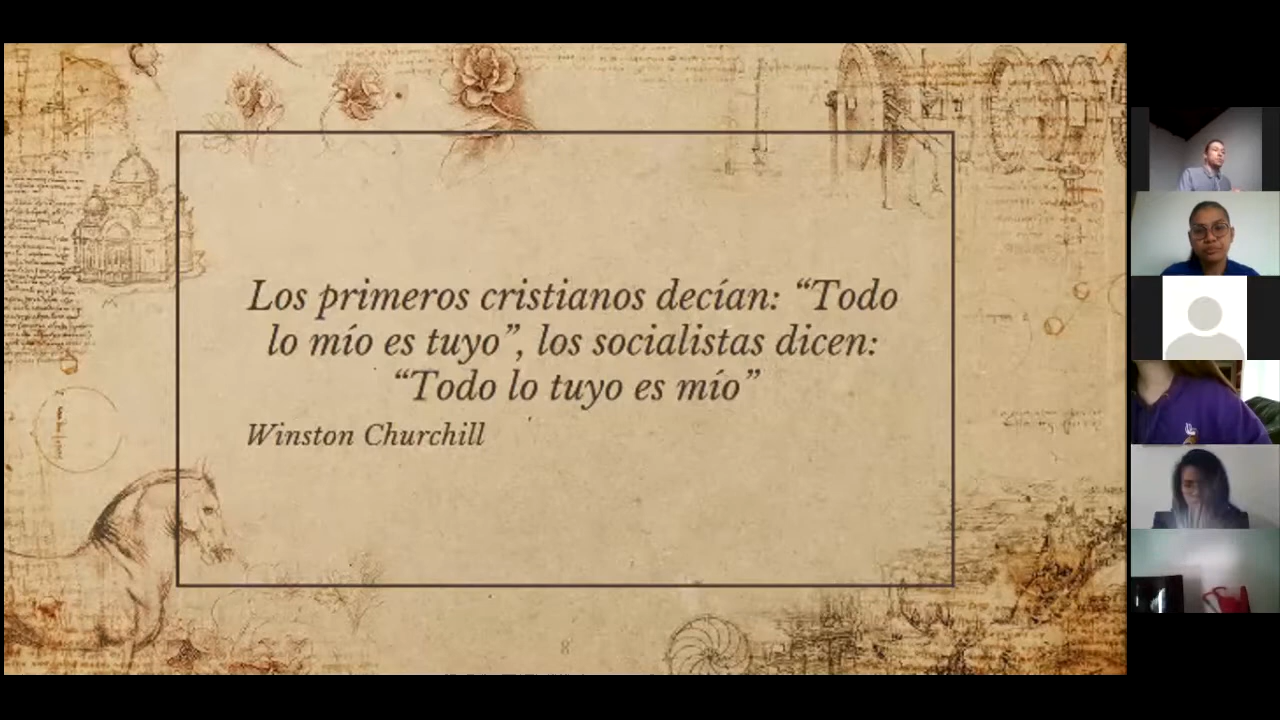 Los primeros cristianos decían: “Todo
lo mío es tuyo”, los socialistas dicen:
“Todo lo tuyo es mío”
Winston Churchill
8